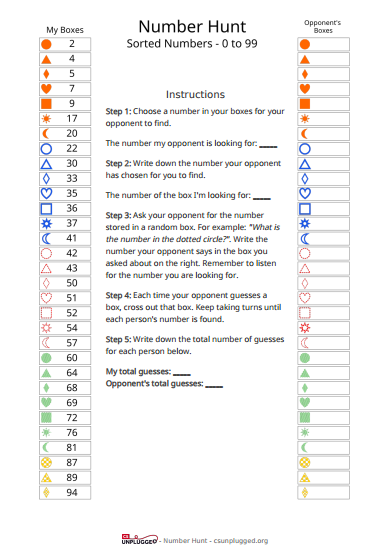 My Boxes
2
4
5
7
9
17
20
22
30
33
35
36
37
41
42
43
50
51
52
54
57
60
64
68
69
72
76
81
87
89
94
Number Hunt
Sorted Numbers - 0 to 99
Instructions
Step 1: Choose a number in your boxes for your
opponent to find.
The number my opponent is looking for: _____
Step 2: Write down the number your opponent
has chosen for you to find.
The number of the box I'm looking for: _____
Step 3: Ask your opponent for the number
stored in a random box. For example: "What is
the number in the dotted circle?". Write the
number your opponent says in the box you
asked about on the right. Remember to listen
for the number you are looking for.
Step 4: Each time your opponent guesses a
box, cross out that box. Keep taking turns until
each person's number is found.
Step 5: Write down the total number of guesses
for each person below.
My total guesses: _____
Opponent's total guesses: _____
Opponent's
Boxes
CS UNPLUGGED - Number Hunt - csunplugged.org